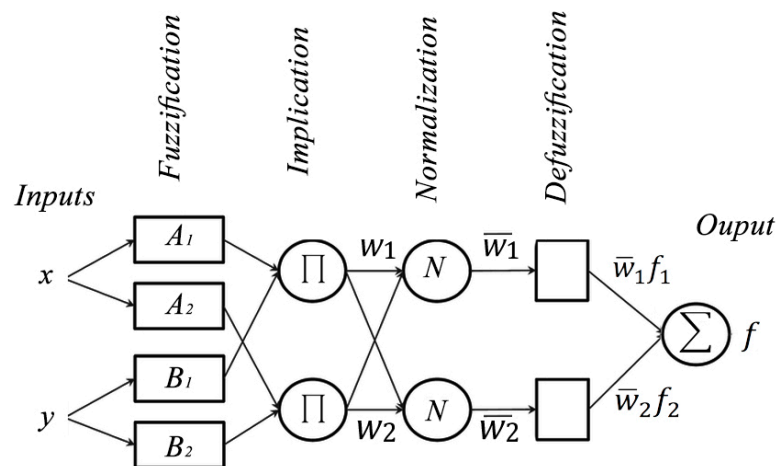 Fuzzification
Implication
Normalization
Defuzzification
Inputs
Ouput
A₁
w₁
w̅₁
x
∏
N
w̅₁f₁
A₂
∑ f
B₁
y
∏
N
w̅₂f₂
w₂
w̅₂
B₂